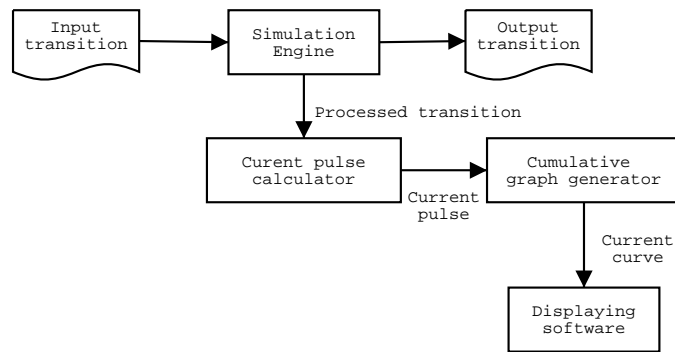 Input
transition
Simulation
Engine
Output
transition
Processed transition
Curent pulse
calculator
Current
pulse
Cumulative
graph generator
Current
curve
Displaying
software